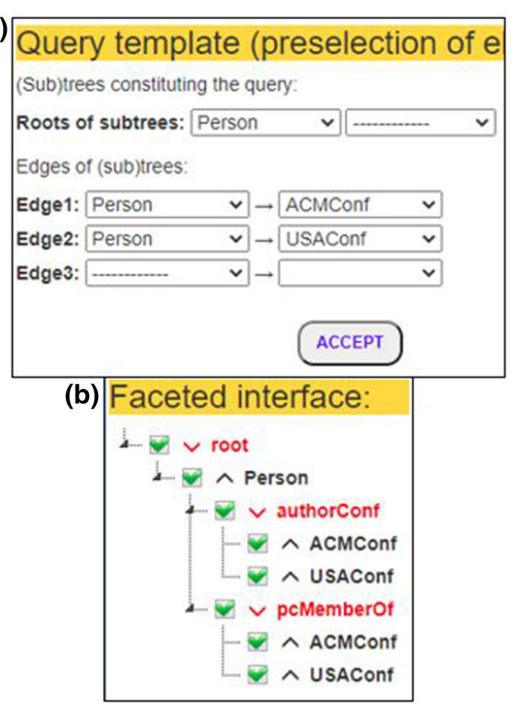 )
Query template (preselection of el
(Sub)trees constituting the query:
Roots of subtrees: Person ------------
Edges of (sub)trees:
Edge1: Person → ACMConf
Edge2: Person → USAConf
Edge3: ------------ →
ACCEPT
(b) Faceted interface:
root
Person
authorConf
ACMConf
USAConf
pcMemberOf
ACMConf
USAConf